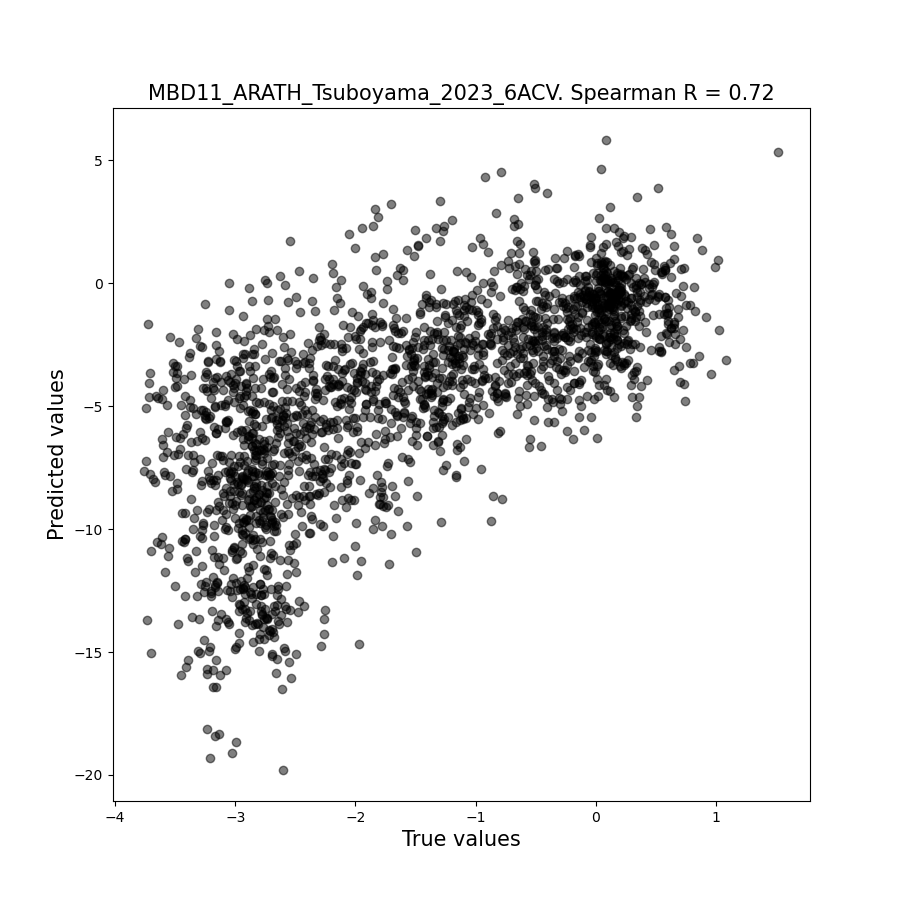 MBD11_ARATH_Tsuboyama_2023_6ACV. Spearman R = 0.72
5
0
−5
−10
−15
−20
Predicted values
−4 −3 −2 −1 0 1
True values